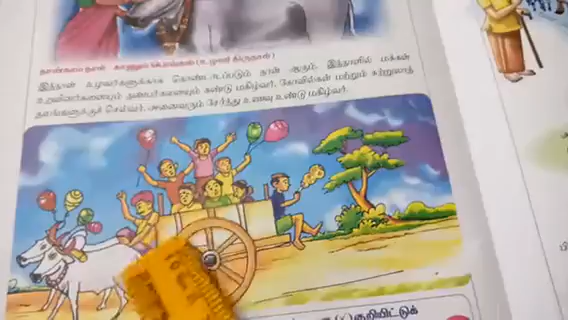 நான்காம் நாள் - காணும் பொங்கல் (உழவர் திருநாள்)
இந்நாள் உழவர்களுக்காக கொண்டாடப்படும் நாள் ஆகும். இந்நாளில் மக்கள்
உறவினர்களையும் நண்பர்களையும் கண்டு மகிழ்வர். கோவில்கள் மற்றும் சுற்றுலாத்
தலங்களுக்குச் செல்வர். அனைவரும் சேர்ந்து உணவு உண்டு மகிழ்வர்.
குறியிட்டுக்